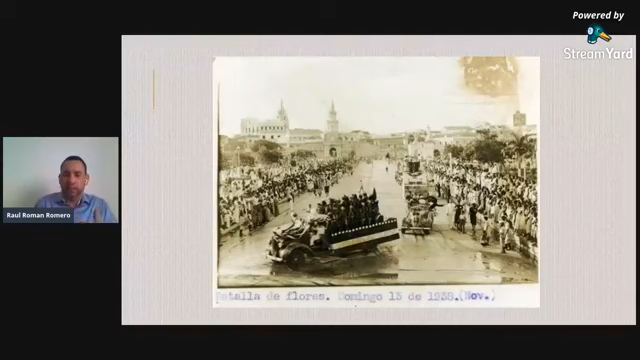 Powered by
StreamYard
Raul Roman Romero
Batalla de flores. Domingo 13 de 1938.(Nov.)